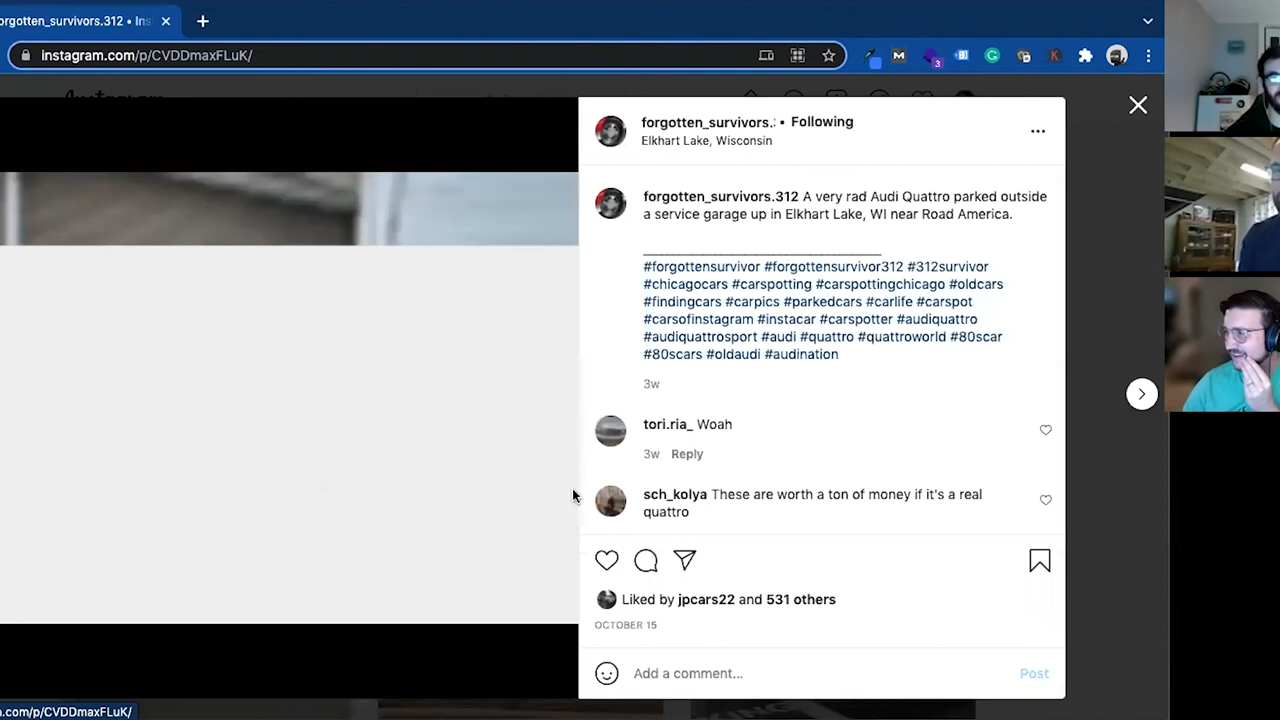 orgotten_survivors.312 • Ins
instagram.com/p/CVDDmaxFLuK/
M
3
G
K
Instagram
forgotten_survivors.: • Following
Elkhart Lake, Wisconsin
forgotten_survivors.312 A very rad Audi Quattro parked outside
a service garage up in Elkhart Lake, WI near Road America.
#forgottensurvivor #forgottensurvivor312 #312survivor
#chicagocars #carspotting #carspottingchicago #oldcars
#findingcars #carpics #parkedcars #carlife #carspot
#carsofinstagram #instacar #carspotter #audiquattro
#audiquattrosport #audi #quattro #quattroworld #80scar
#80scars #oldaudi #audination
3w
tori.ria_ Woah
3w Reply
sch_kolya These are worth a ton of money if it's a real
quattro
Liked by jpcars22 and 531 others
OCTOBER 15
Add a comment... Post
n.com/p/CVDDmaxFLuK/